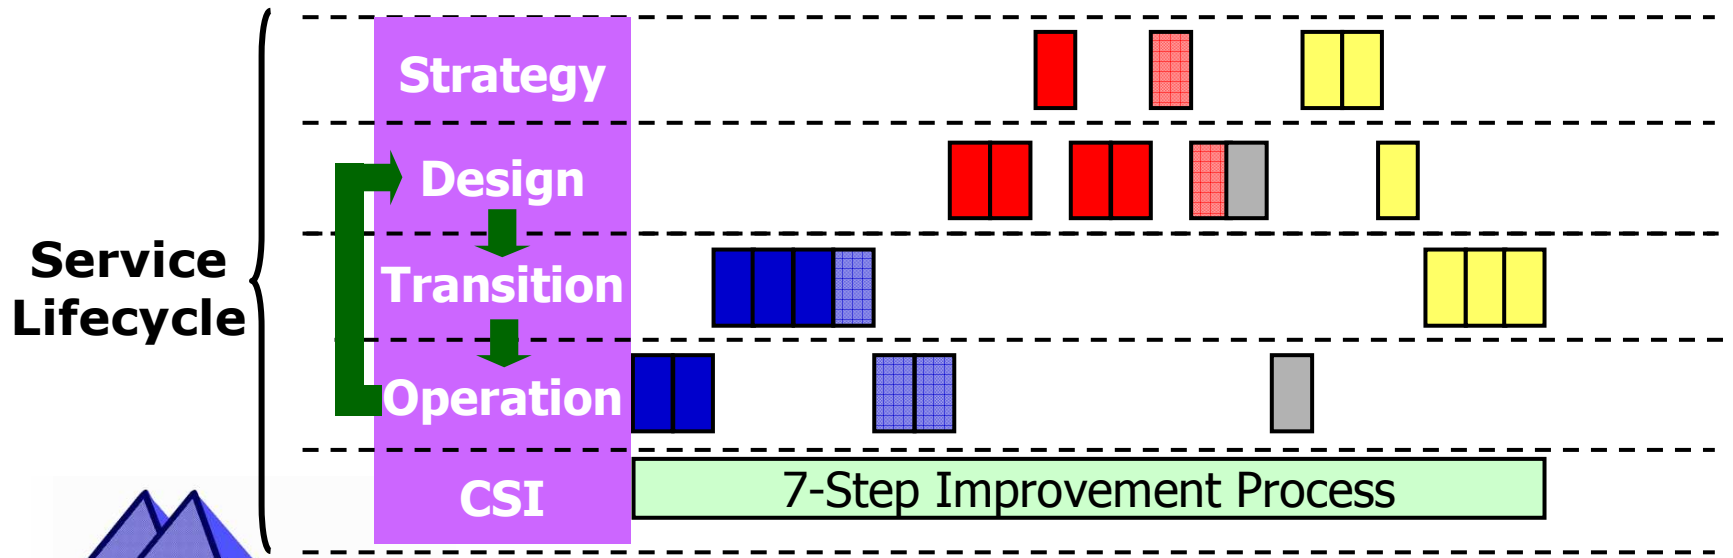 Service
Lifecycle
Strategy
Design
Transition
Operation
CSI
7-Step Improvement Process